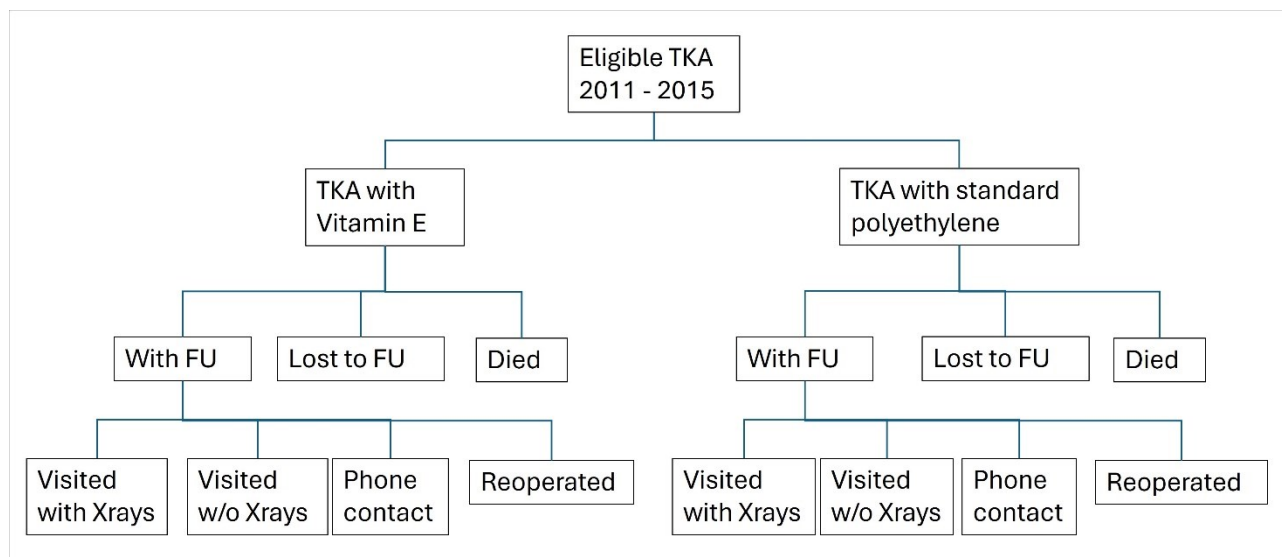 Eligible TKA
2011 - 2015
TKA with
Vitamin E
TKA with standard
polyethylene
With FU
Lost to FU
Died
With FU
Lost to FU
Died
Visited
with Xrays
Visited
w/o Xrays
Phone
contact
Reoperated
Visited
with Xrays
Visited
w/o Xrays
Phone
contact
Reoperated